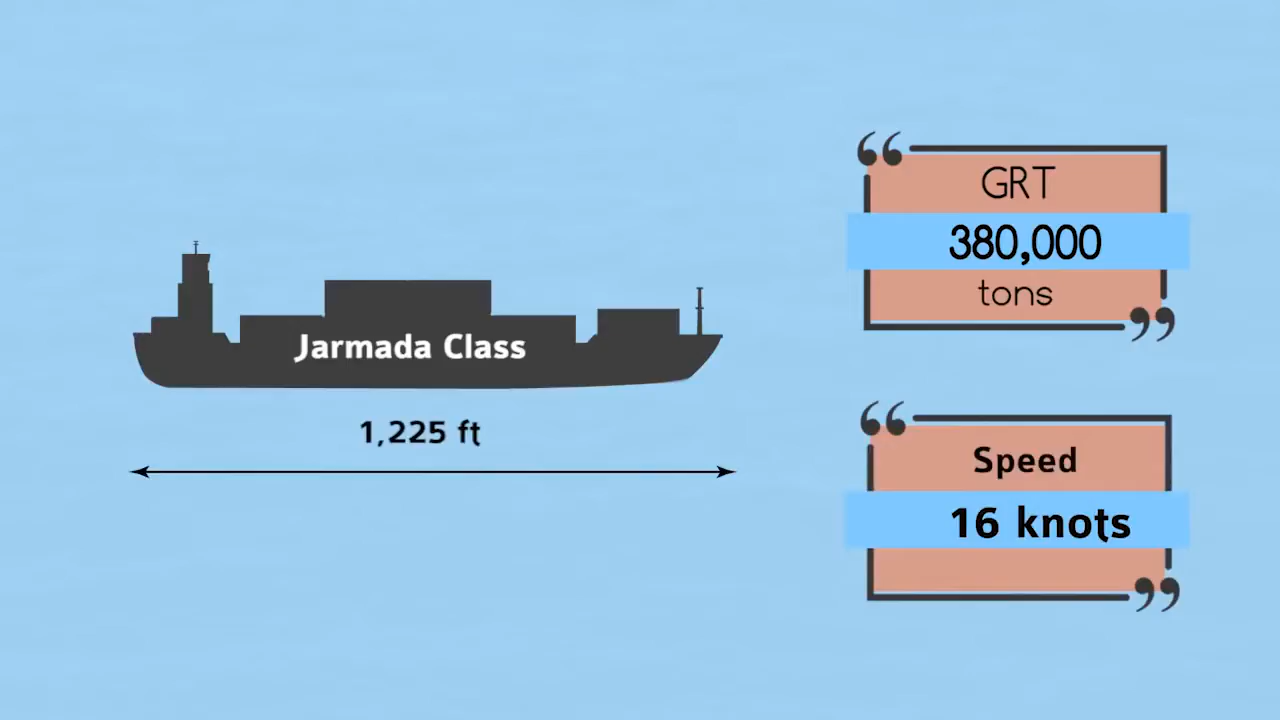 Jarmada Class
1,225 ft
GRT
380,000
tons
Speed
16 knots